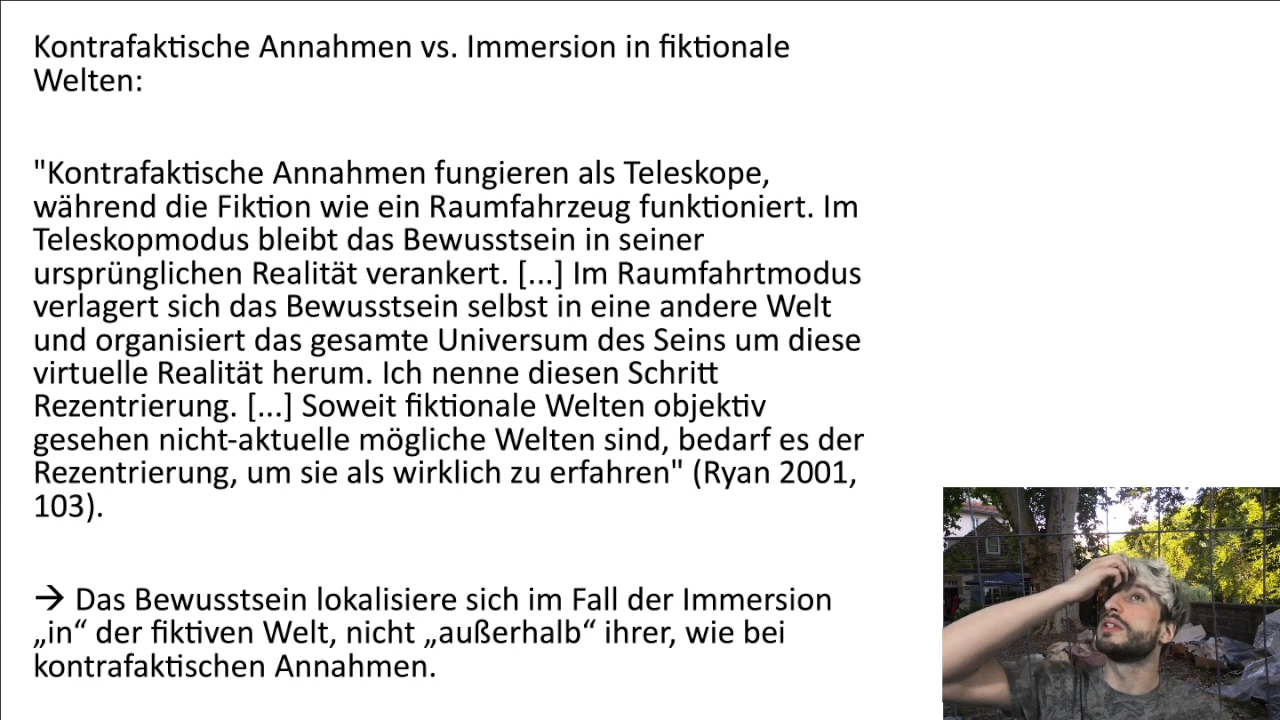 Kontrafaktische Annahmen vs. Immersion in fiktionale
Welten:
"Kontrafaktische Annahmen fungieren als Teleskope,
während die Fiktion wie ein Raumfahrzeug funktioniert. Im
Teleskopmodus bleibt das Bewusstsein in seiner
ursprünglichen Realität verankert. [...] Im Raumfahrtmodus
verlagert sich das Bewusstsein selbst in eine andere Welt
und organisiert das gesamte Universum des Seins um diese
virtuelle Realität herum. Ich nenne diesen Schritt
Rezentrierung. [...] Soweit fiktionale Welten objektiv
gesehen nicht-aktuelle mögliche Welten sind, bedarf es der
Rezentrierung, um sie als wirklich zu erfahren" (Ryan 2001,
103).
→ Das Bewusstsein lokalisiere sich im Fall der Immersion
„in“ der fiktiven Welt, nicht „außerhalb“ ihrer, wie bei
kontrafaktischen Annahmen.